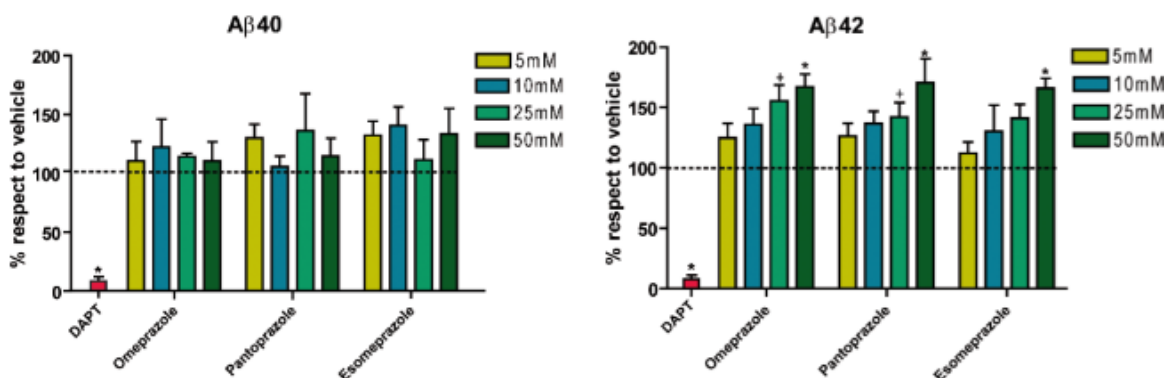 Aβ40
% respect to vehicle
200
150
100
50
0
*
DAPT
Omeprazole
Pantoprazole
Esomeprazole
5mM
10mM
25mM
50mM
Aβ42
% respect to vehicle
200
150
100
50
0
*
+
*
+
*
*
DAPT
Omeprazole
Pantoprazole
Esomeprazole
5mM
10mM
25mM
50mM